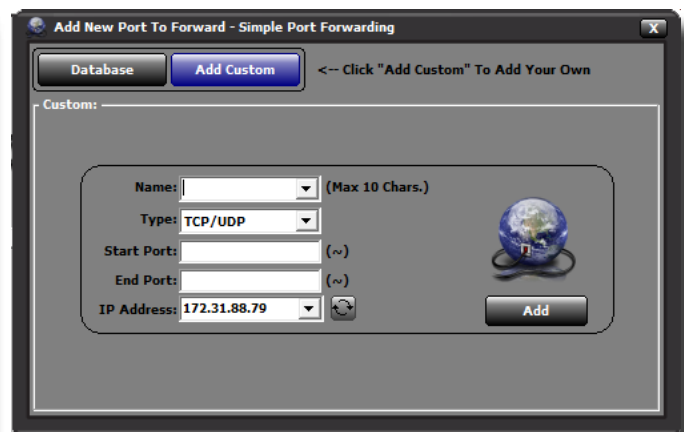 Add New Port To Forward - Simple Port Forwarding
X
Database Add Custom <-- Click "Add Custom" To Add Your Own
Custom:
Name: (Max 10 Chars.)
Type: TCP/UDP
Start Port: (~)
End Port: (~)
IP Address: 172.31.88.79
Add